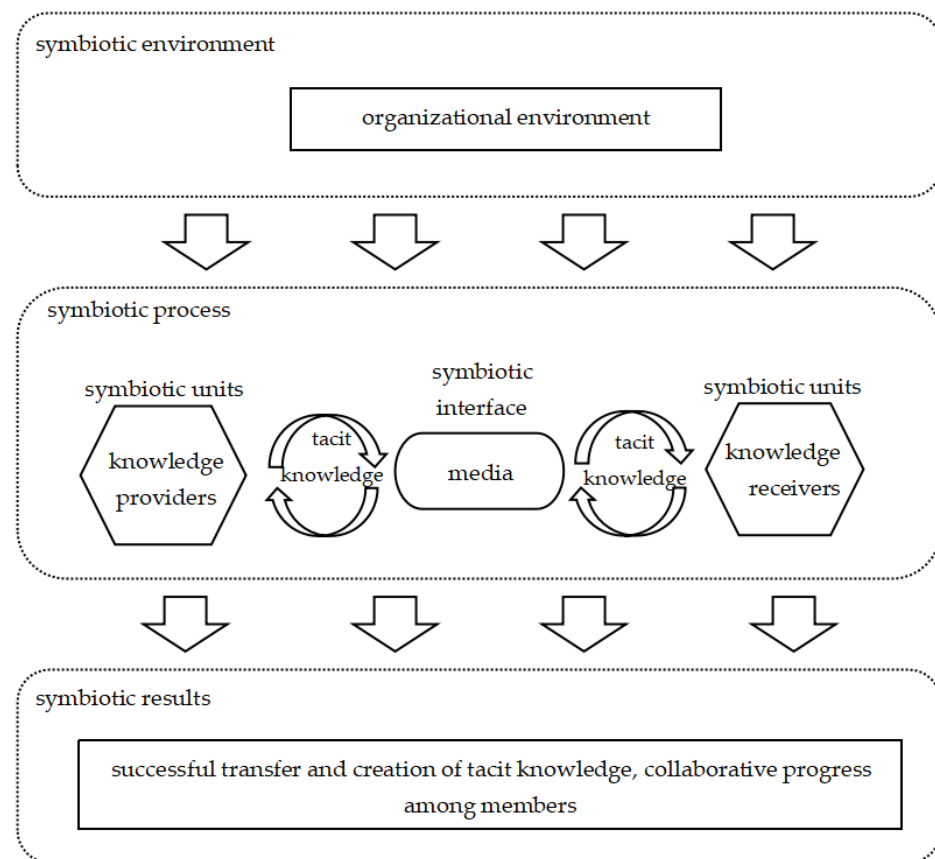 symbiotic environment
organizational environment
symbiotic process
symbiotic units
knowledge
providers
tacit
knowledge
symbiotic
interface
media
tacit
knowledge
symbiotic units
knowledge
receivers
symbiotic results
successful transfer and creation of tacit knowledge, collaborative progress
among members